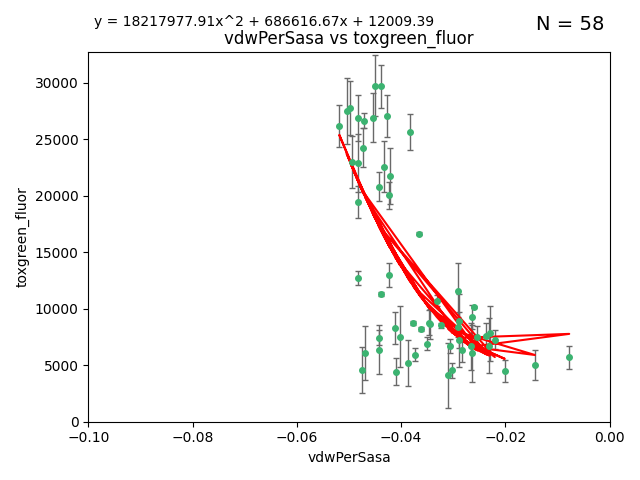 y = 18217977.91x^2 + 686616.67x + 12009.39
N = 58
vdwPerSasa vs toxgreen_fluor
toxgreen_fluor
30000
25000
20000
15000
10000
5000
0
−0.10 −0.08 −0.06 −0.04 −0.02 0.00
vdwPerSasa